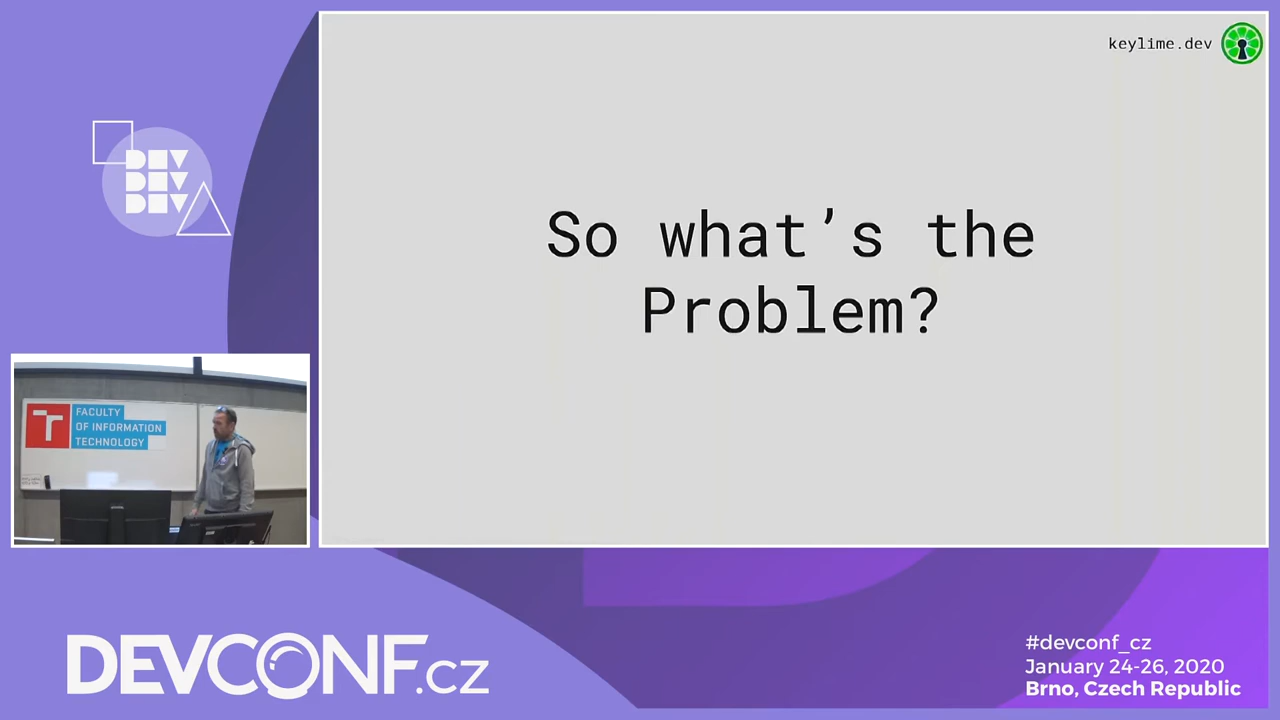 keylime.dev
So what’s the
Problem?
DEV
DEV
DEV
T
FACULTY
OF INFORMATION
TECHNOLOGY
DEVCONF.cz
#devconf_cz
January 24-26, 2020
Brno, Czech Republic